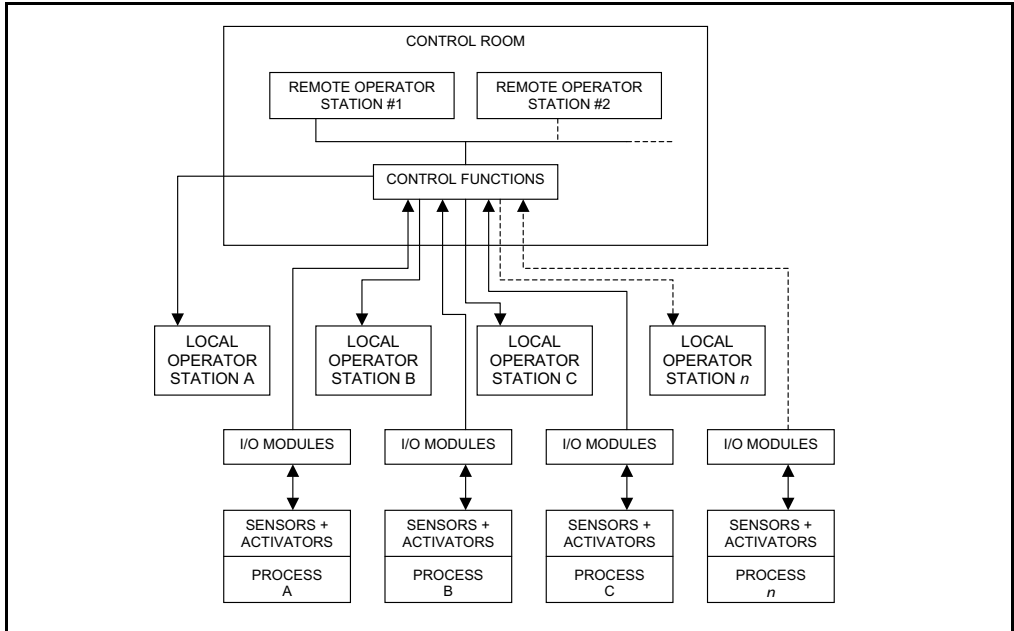 CONTROL ROOM
REMOTE OPERATOR
STATION #1
REMOTE OPERATOR
STATION #2
CONTROL FUNCTIONS
LOCAL
OPERATOR
STATION A
LOCAL
OPERATOR
STATION B
LOCAL
OPERATOR
STATION C
LOCAL
OPERATOR
STATION n
I/O MODULES
I/O MODULES
I/O MODULES
I/O MODULES
SENSORS +
ACTIVATORS
PROCESS
A
SENSORS +
ACTIVATORS
PROCESS
B
SENSORS +
ACTIVATORS
PROCESS
C
SENSORS +
ACTIVATORS
PROCESS
n